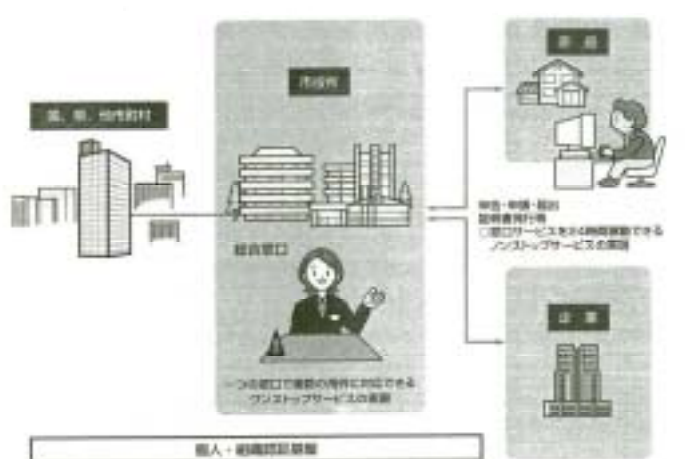 国、県、他市町村
市役所
家庭
総合窓口
一つの窓口で複数の用件に対応できる
ワンストップサービスの実現
申告・申請・届出
証明書発行等
○窓口サービスを24時間稼動できる
ノンストップサービスの実現
企業
個人・組織認証基盤